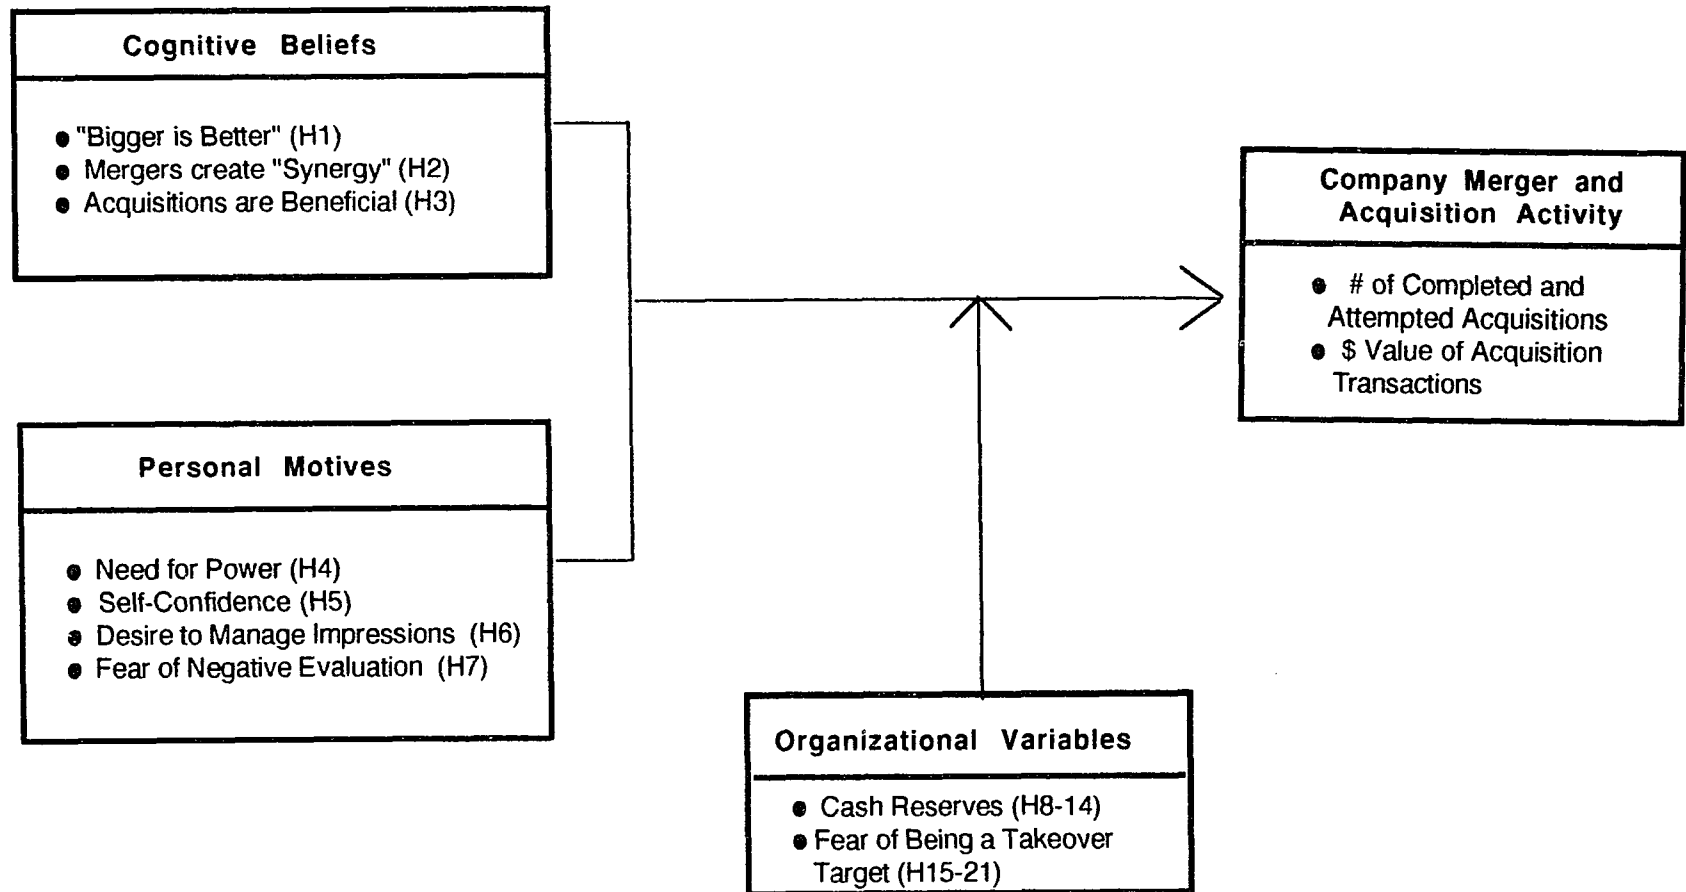 Cognitive Beliefs
● "Bigger is Better" (H1)
● Mergers create "Synergy" (H2)
● Acquisitions are Beneficial (H3)
Personal Motives
● Need for Power (H4)
● Self-Confidence (H5)
● Desire to Manage Impressions (H6)
● Fear of Negative Evaluation (H7)
Company Merger and
Acquisition Activity
● # of Completed and
Attempted Acquisitions
● $ Value of Acquisition
Transactions
Organizational Variables
● Cash Reserves (H8-14)
● Fear of Being a Takeover
Target (H15-21)